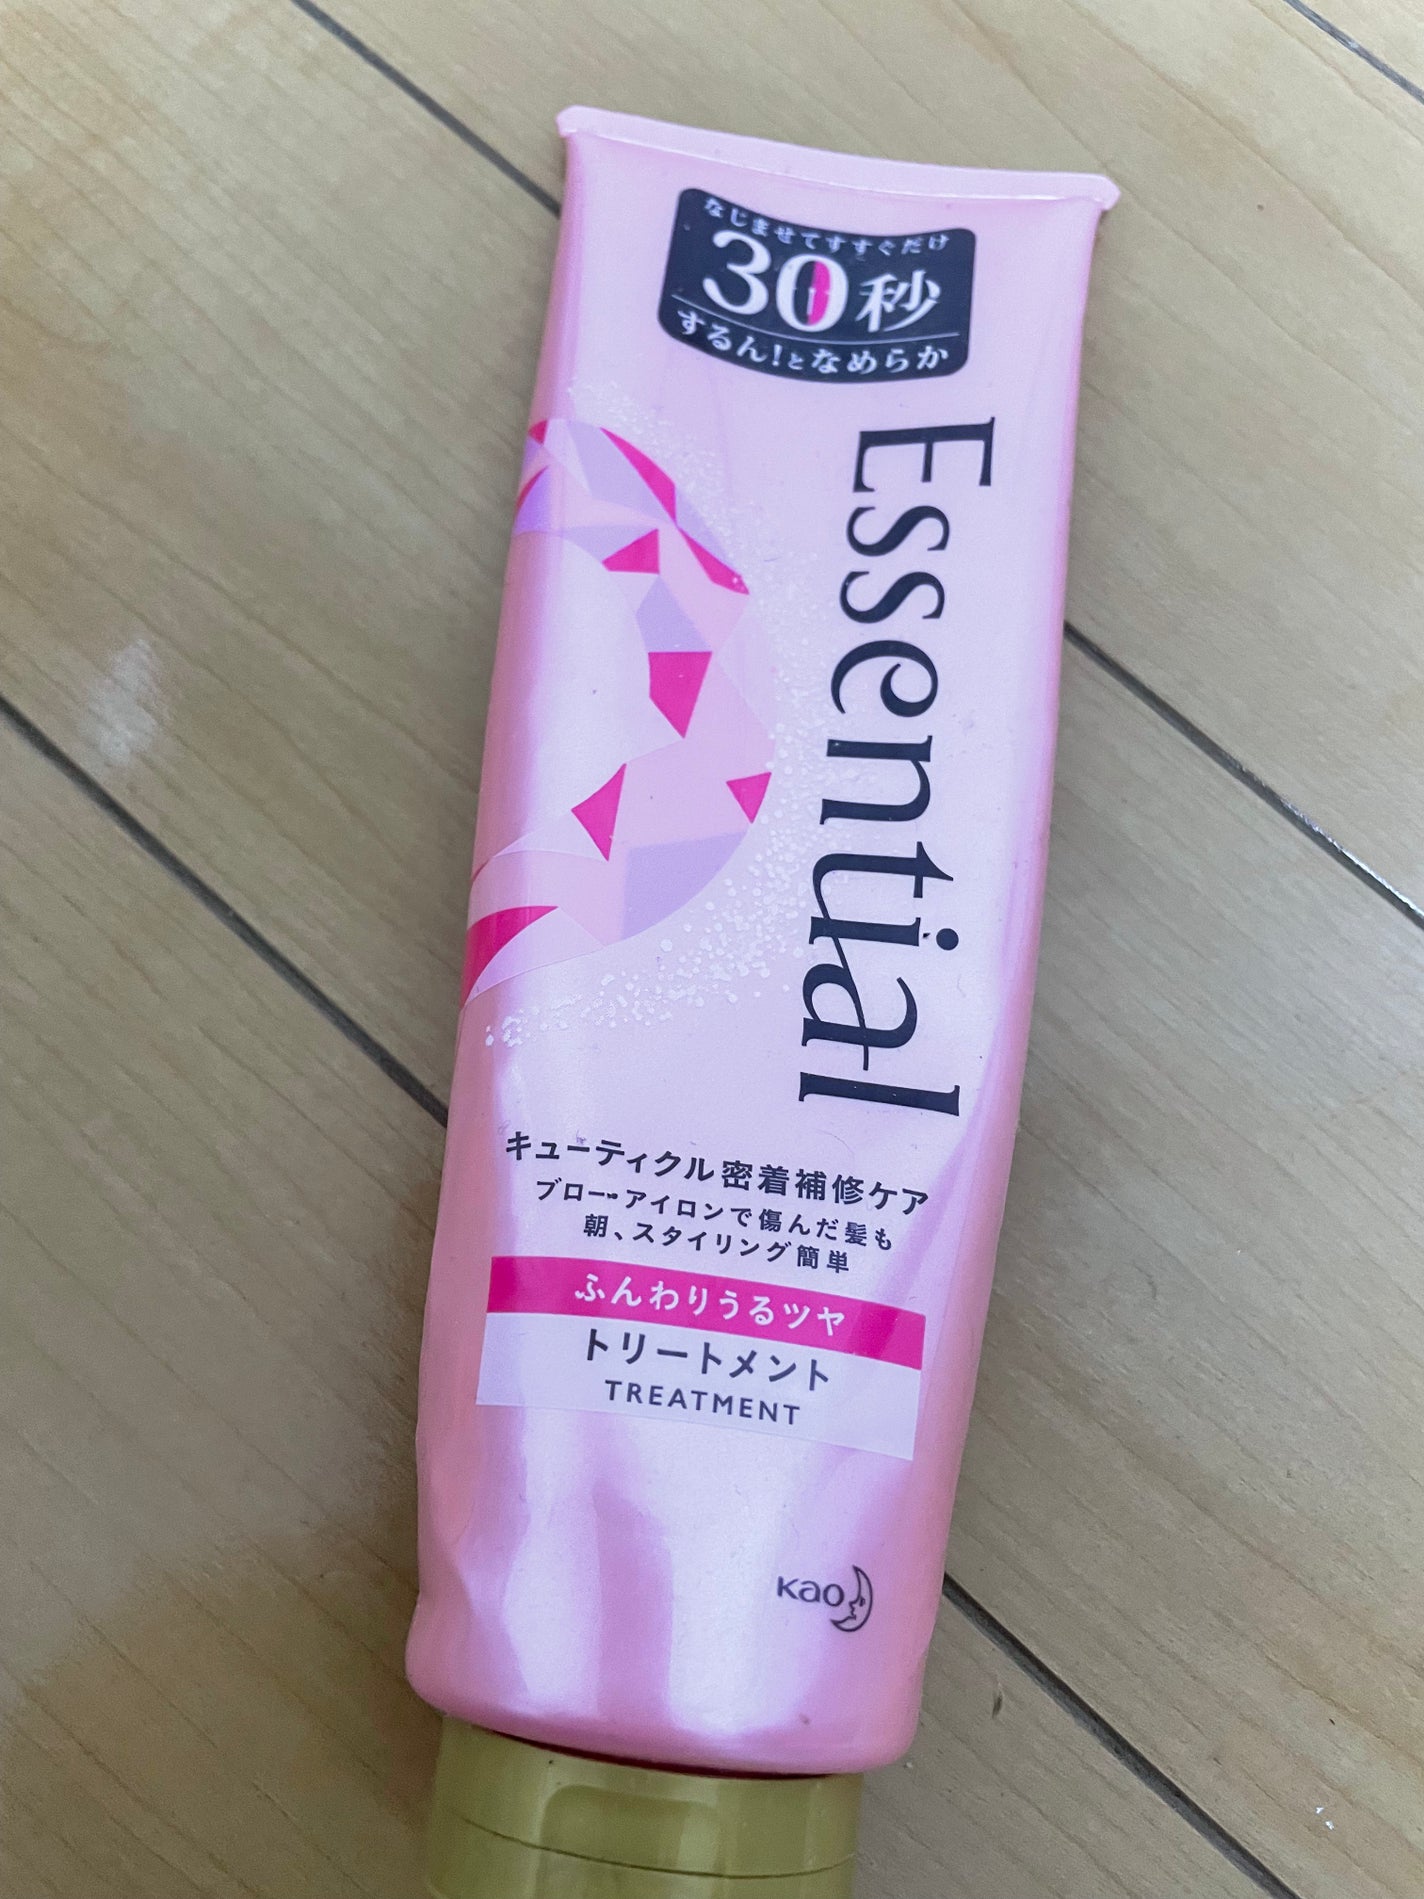 なじませてすすぐだけ
30秒
するん!となめらか
Essential
キューティクル密着補修ケア
ブロー・アイロンで傷んだ髪も
朝、スタイリング簡単
ふんわりうるツヤ
トリートメント
TREATMENT
Kao